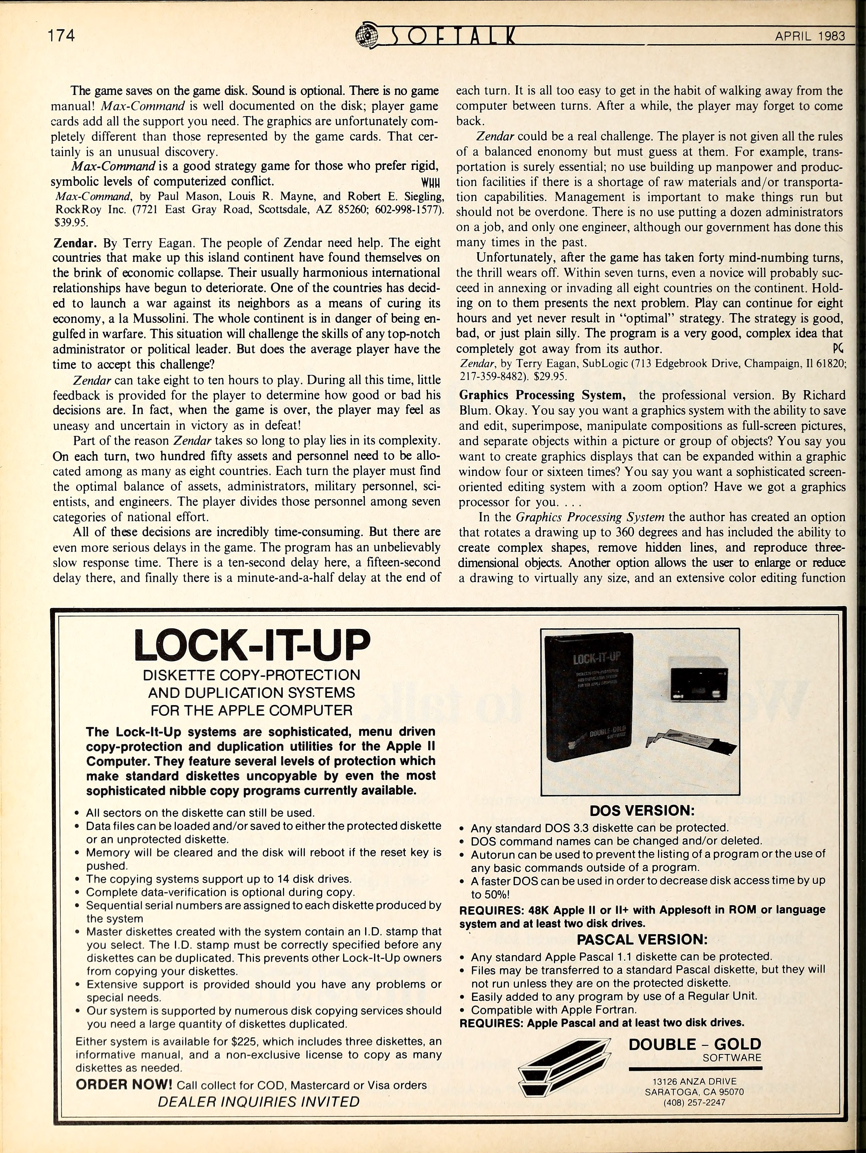 174
SOFTALK
APRIL 1983
The game saves on the game disk. Sound is optional. There is no game
manual! Max-Command is well documented on the disk; player game
cards add all the support you need. The graphics are unfortunately com-
pletely different than those represented by the game cards. That cer-
tainly is an unusual discovery.
Max-Command is a good strategy game for those who prefer rigid,
symbolic levels of computerized conflict. WHH
Max-Command, by Paul Mason, Louis R. Mayne, and Robert E. Siegling,
RockRoy Inc. (7721 East Gray Road, Scottsdale, AZ 85260; 602-998-1577).
$39.95.
Zendar. By Terry Eagan. The people of Zendar need help. The eight
countries that make up this island continent have found themselves on
the brink of economic collapse. Their usually harmonious international
relationships have begun to deteriorate. One of the countries has decid-
ed to launch a war against its neighbors as a means of curing its
economy, a la Mussolini. The whole continent is in danger of being en-
gulfed in warfare. This situation will challenge the skills of any top-notch
administrator or political leader. But does the average player have the
time to accept this challenge?
Zendar can take eight to ten hours to play. During all this time, little
feedback is provided for the player to determine how good or bad his
decisions are. In fact, when the game is over, the player may feel as
uneasy and uncertain in victory as in defeat!
Part of the reason Zendar takes so long to play lies in its complexity.
On each turn, two hundred fifty assets and personnel need to be allo-
cated among as many as eight countries. Each turn the player must find
the optimal balance of assets, administrators, military personnel, sci-
entists, and engineers. The player divides those personnel among seven
categories of national effort.
All of these decisions are incredibly time-consuming. But there are
even more serious delays in the game. The program has an unbelievably
slow response time. There is a ten-second delay here, a fifteen-second
delay there, and finally there is a minute-and-a-half delay at the end of
each turn. It is all too easy to get in the habit of walking away from the
computer between turns. After a while, the player may forget to come
back.
Zendar could be a real challenge. The player is not given all the rules
of a balanced enonomy but must guess at them. For example, trans-
portation is surely essential; no use building up manpower and produc-
tion facilities if there is a shortage of raw materials and/or transporta-
tion capabilities. Management is important to make things run but
should not be overdone. There is no use putting a dozen administrators
on a job, and only one engineer, although our government has done this
many times in the past.
Unfortunately, after the game has taken forty mind-numbing turns,
the thrill wears off. Within seven turns, even a novice will probably suc-
ceed in annexing or invading all eight countries on the continent. Hold-
ing on to them presents the next problem. Play can continue for eight
hours and yet never result in "optimal" strategy. The strategy is good,
bad, or just plain silly. The program is a very good, complex idea that
completely got away from its author. PG
Zendar, by Terry Eagan, SubLogic (713 Edgebrook Drive, Champaign, Il 61820;
217-359-8482). $29.95.
Graphics Processing System, the professional version. By Richard
Blum. Okay. You say you want a graphics system with the ability to save
and edit, superimpose, manipulate compositions as full-screen pictures,
and separate objects within a picture or group of objects? You say you
want to create graphics displays that can be expanded within a graphic
window four or sixteen times? You say you want a sophisticated screen-
oriented editing system with a zoom option? Have we got a graphics
processor for you. . . .
In the Graphics Processing System the author has created an option
that rotates a drawing up to 360 degrees and has included the ability to
create complex shapes, remove hidden lines, and reproduce three-
dimensional objects. Another option allows the user to enlarge or reduce
a drawing to virtually any size, and an extensive color editing function
LOCK-IT-UP
DISKETTE COPY-PROTECTION
AND DUPLICATION SYSTEMS
FOR THE APPLE COMPUTER
The Lock-It-Up systems are sophisticated, menu driven
copy-protection and duplication utilities for the Apple II
Computer. They feature several levels of protection which
make standard diskettes uncopyable by even the most
sophisticated nibble copy programs currently available.
• All sectors on the diskette can still be used.
• Data files can be loaded and/or saved to either the protected diskette
or an unprotected diskette.
• Memory will be cleared and the disk will reboot if the reset key is
pushed.
• The copying systems support up to 14 disk drives.
• Complete data-verification is optional during copy.
• Sequential serial numbers are assigned to each diskette produced by
the system
• Master diskettes created with the system contain an I.D. stamp that
you select. The I.D. stamp must be correctly specified before any
diskettes can be duplicated. This prevents other Lock-It-Up owners
from copying your diskettes.
• Extensive support is provided should you have any problems or
special needs.
• Our system is supported by numerous disk copying services should
you need a large quantity of diskettes duplicated.
Either system is available for $225, which includes three diskettes, an
informative manual, and a non-exclusive license to copy as many
diskettes as needed.
ORDER NOW! Call collect for COD, Mastercard or Visa orders
DEALER INQUIRIES INVITED
LOCK-IT-UP
DOUBLE-GOLD
SOFTWARE
DOS VERSION:
• Any standard DOS 3.3 diskette can be protected.
• DOS command names can be changed and/or deleted.
• Autorun can be used to prevent the listing of a program or the use of
any basic commands outside of a program.
• A faster DOS can be used in order to decrease disk access time by up
to 50%!
REQUIRES: 48K Apple II or II+ with Applesoft in ROM or language
system and at least two disk drives.
PASCAL VERSION:
• Any standard Apple Pascal 1.1 diskette can be protected.
• Files may be transferred to a standard Pascal diskette, but they will
not run unless they are on the protected diskette.
• Easily added to any program by use of a Regular Unit.
• Compatible with Apple Fortran.
REQUIRES: Apple Pascal and at least two disk drives.
DOUBLE – GOLD
SOFTWARE
13126 ANZA DRIVE
SARATOGA, CA 95070
(408) 257-2247